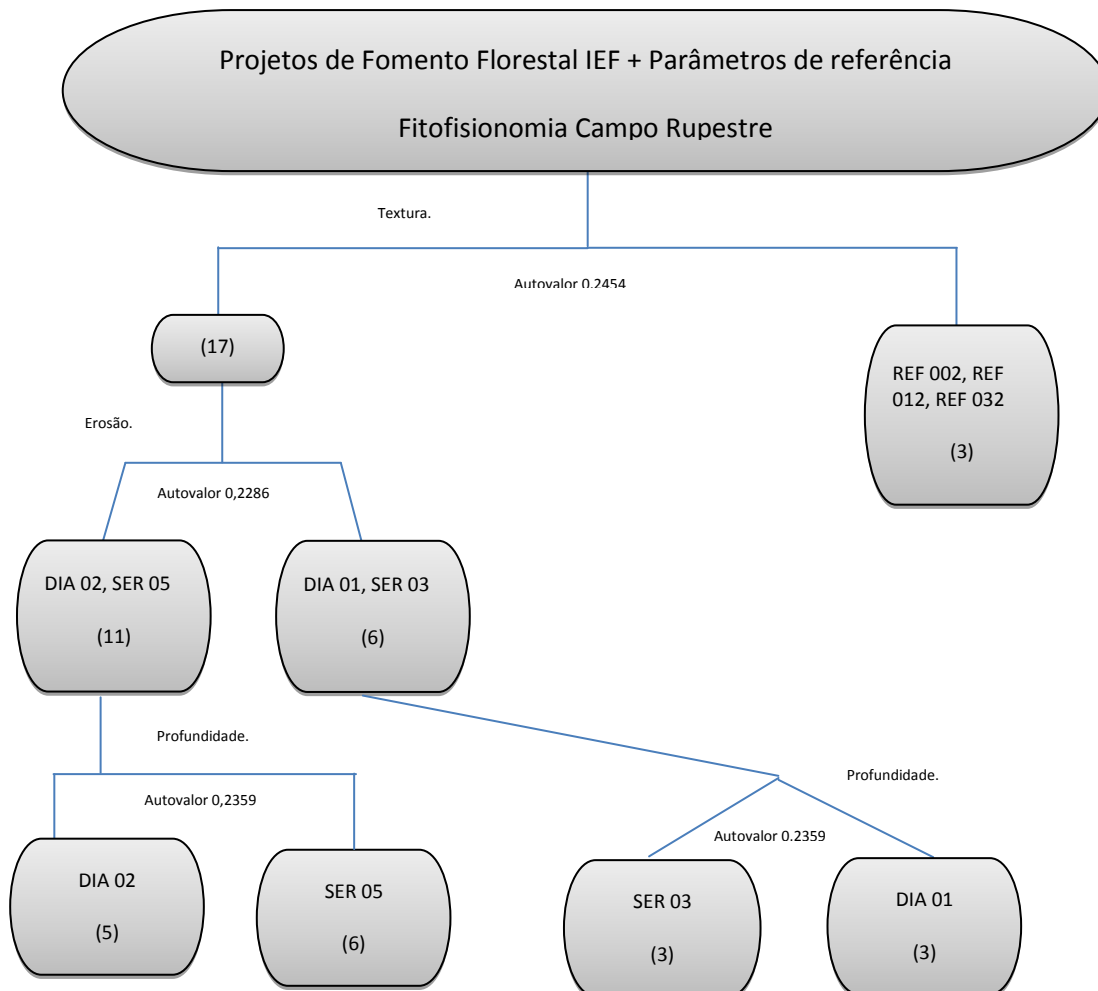 Projetos de Fomento Florestal IEF + Parâmetros de referência
Fitofisionomia Campo Rupestre
Textura.
Autovalor 0.2454
(17)
REF 002, REF
012, REF 032
(3)
Erosão.
Autovalor 0,2286
DIA 02, SER 05
(11)
DIA 01, SER 03
(6)
Profundidade.
Autovalor 0,2359
Profundidade.
Autovalor 0.2359
DIA 02
(5)
SER 05
(6)
SER 03
(3)
DIA 01
(3)